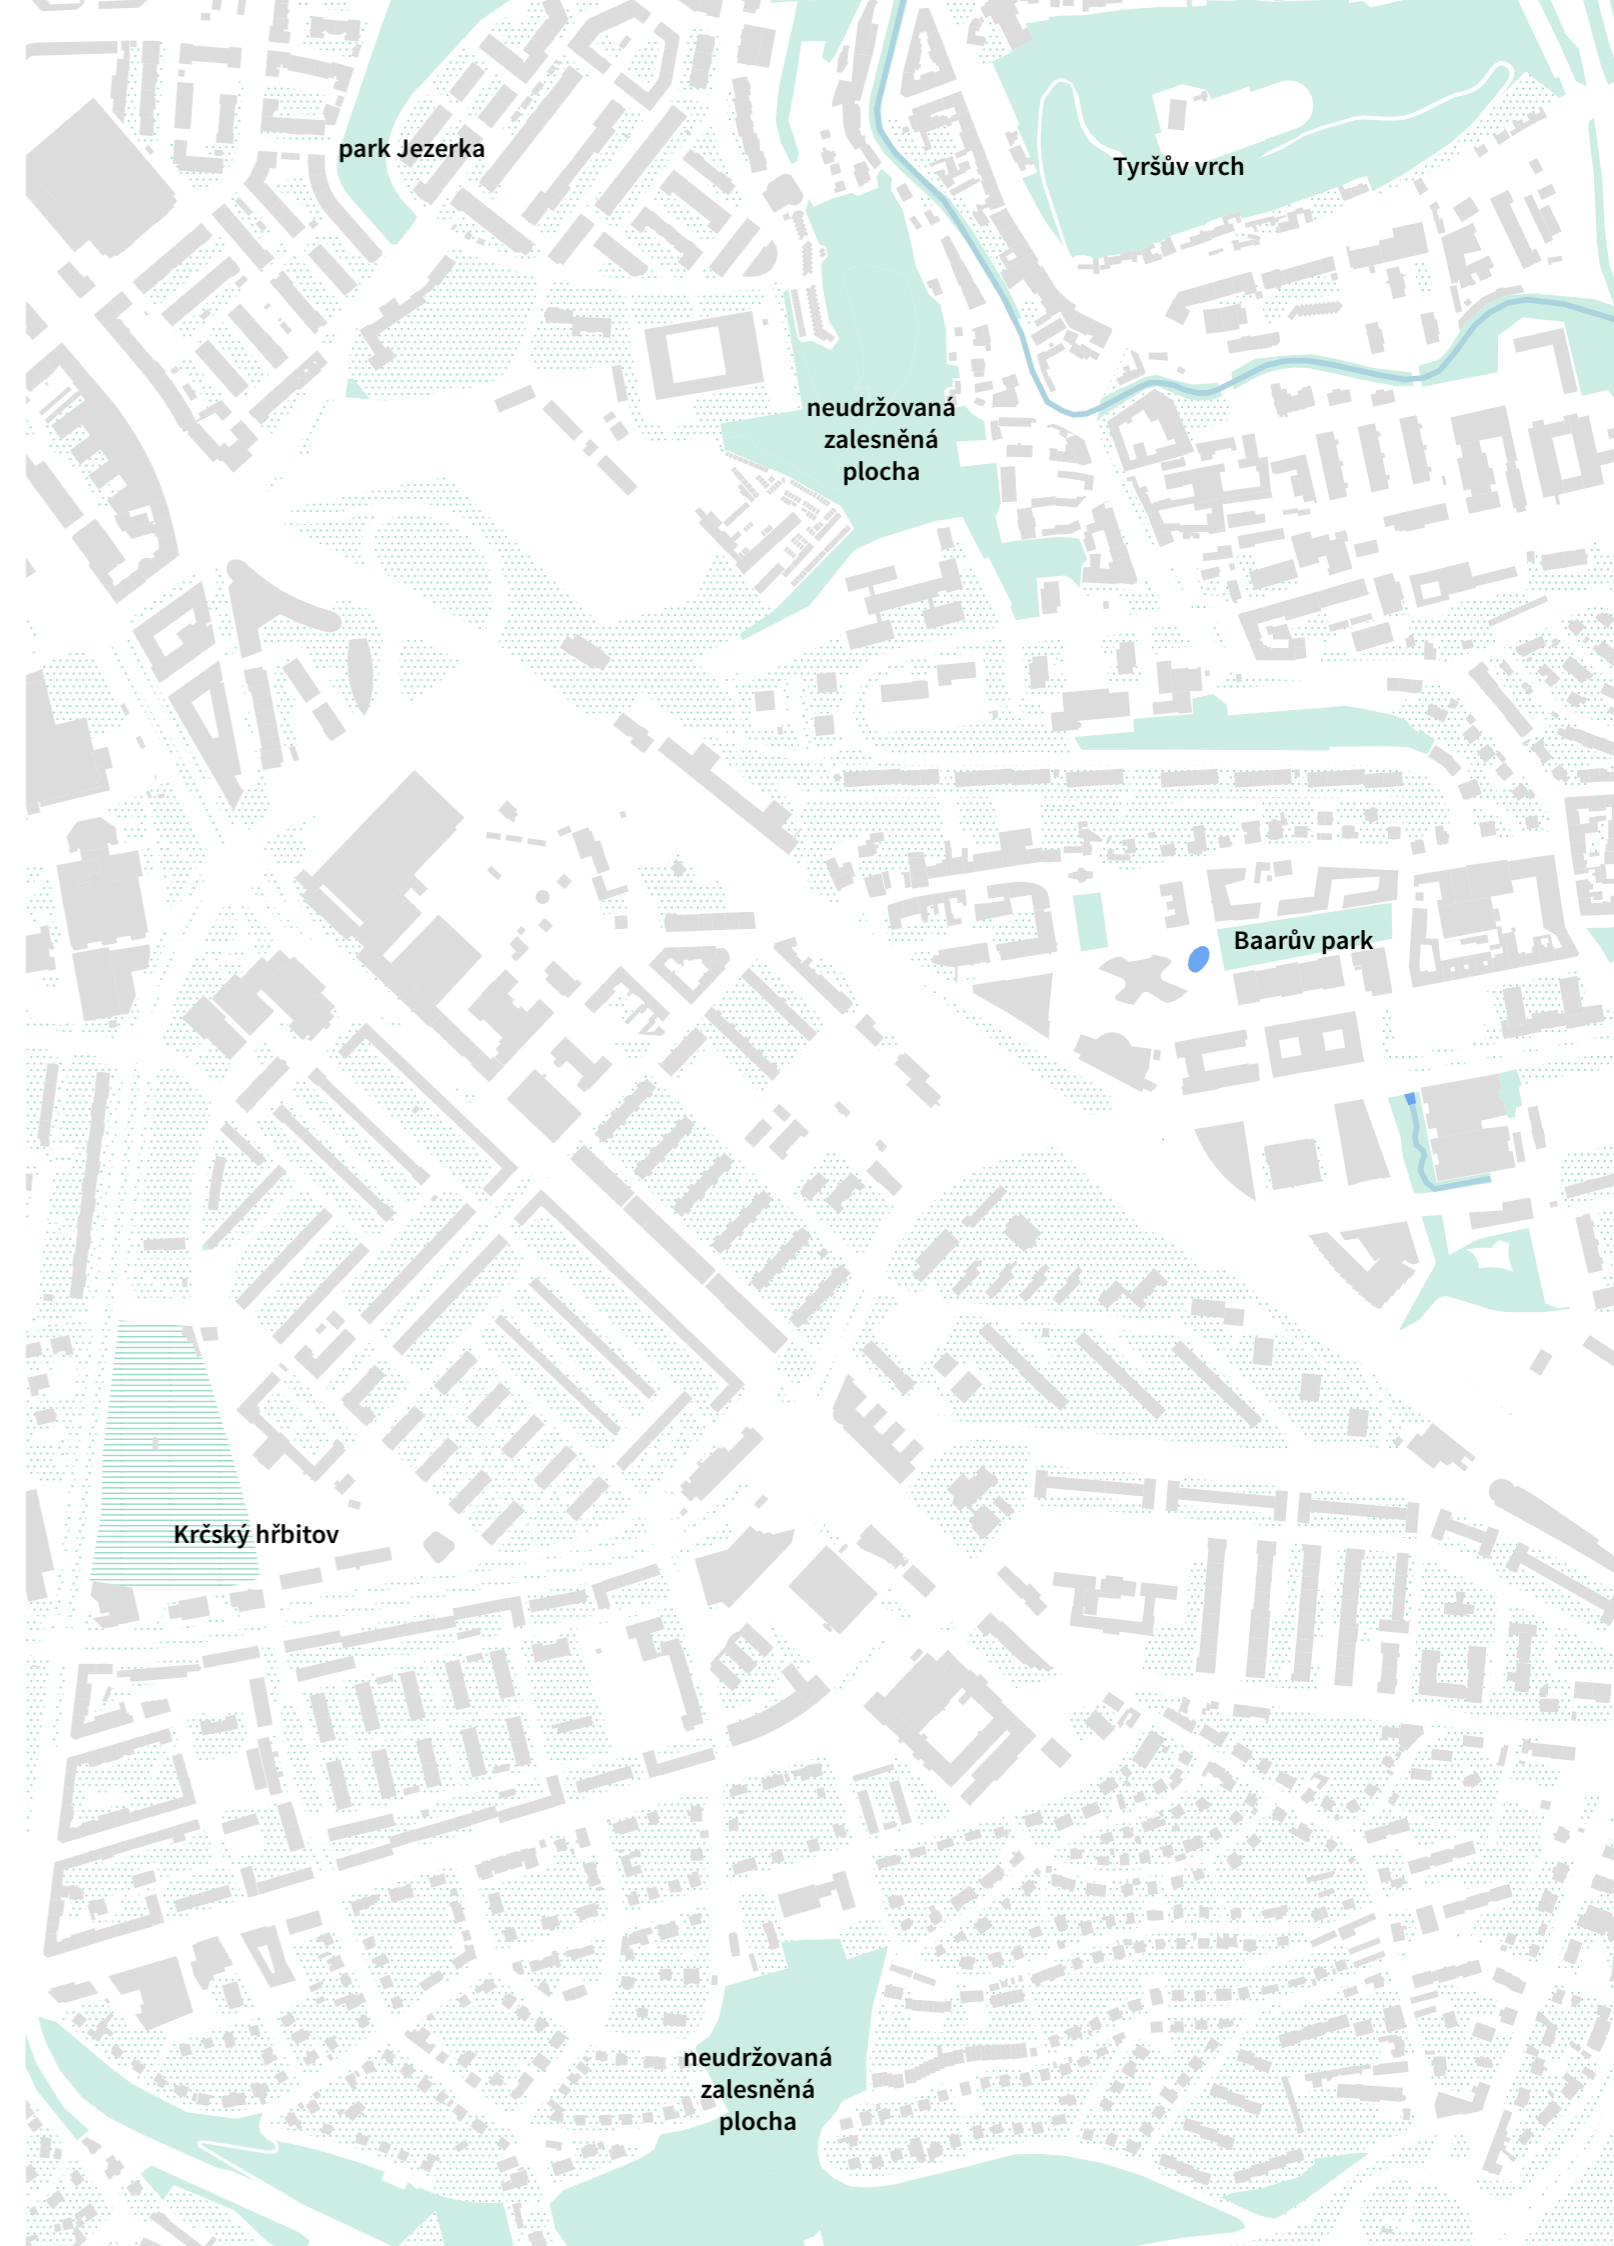 park Jezerka
Tyršův vrch
neudržovaná
zalesněná
plocha
Baarův park
Krčský hřbitov
neudržovaná
zalesněná
plocha